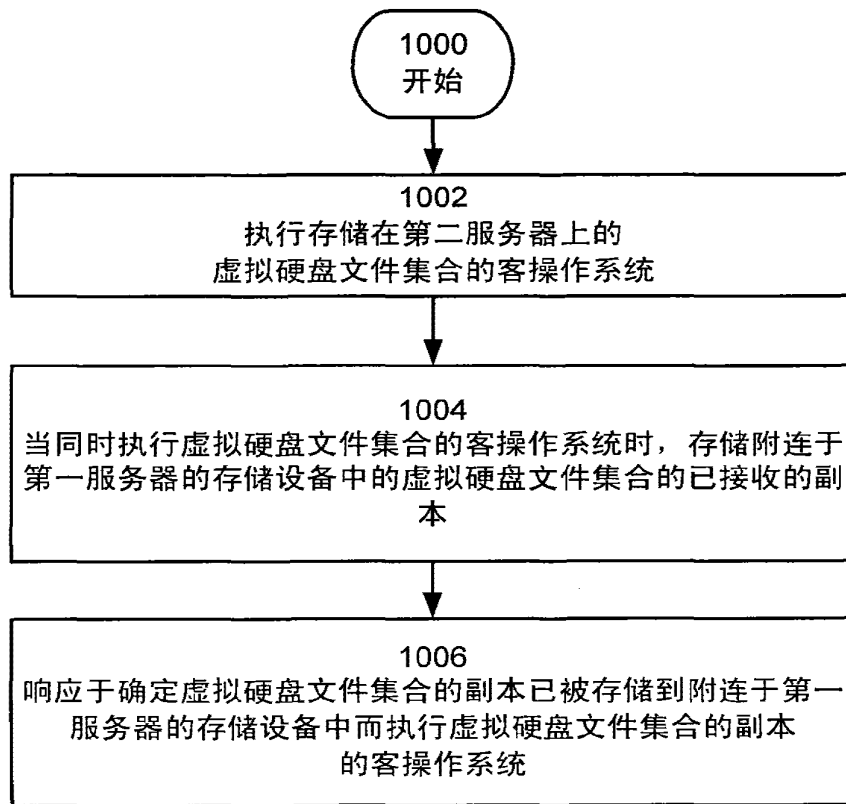 1000
开始
1002
执行存储在第二服务器上的
虚拟硬盘文件集合的客操作系统
1004
当同时执行虚拟硬盘文件集合的客操作系统时，存储附连于
第一服务器的存储设备中的虚拟硬盘文件集合的已接收的副
本
1006
响应于确定虚拟硬盘文件集合的副本已被存储到附连于第一
服务器的存储设备中而执行虚拟硬盘文件集合的副本
的客操作系统